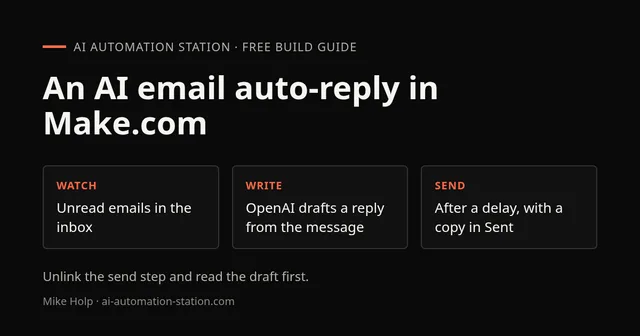 AI AUTOMATION STATION · FREE BUILD GUIDE
An AI email auto-reply in
Make.com
WATCH
Unread emails in the
inbox
WRITE
OpenAI drafts a reply
from the message
SEND
After a delay, with a
copy in Sent
Unlink the send step and read the draft first.
Mike Holp · ai-automation-station.com